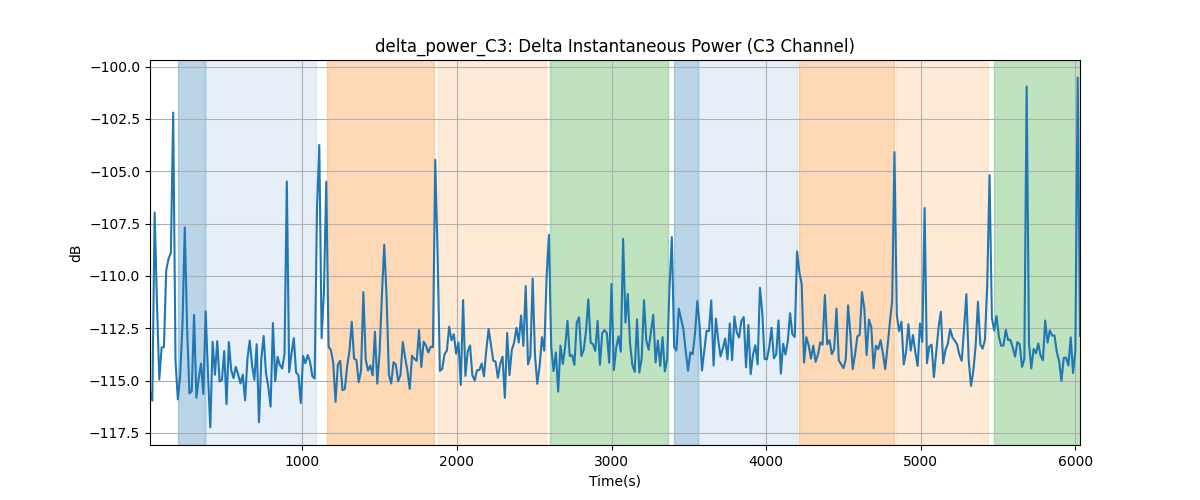 delta_power_C3: Delta Instantaneous Power (C3 Channel)
−100.0
−102.5
−105.0
−107.5
−110.0
−112.5
−115.0
−117.5
dB
1000 2000 3000 4000 5000 6000
Time(s)